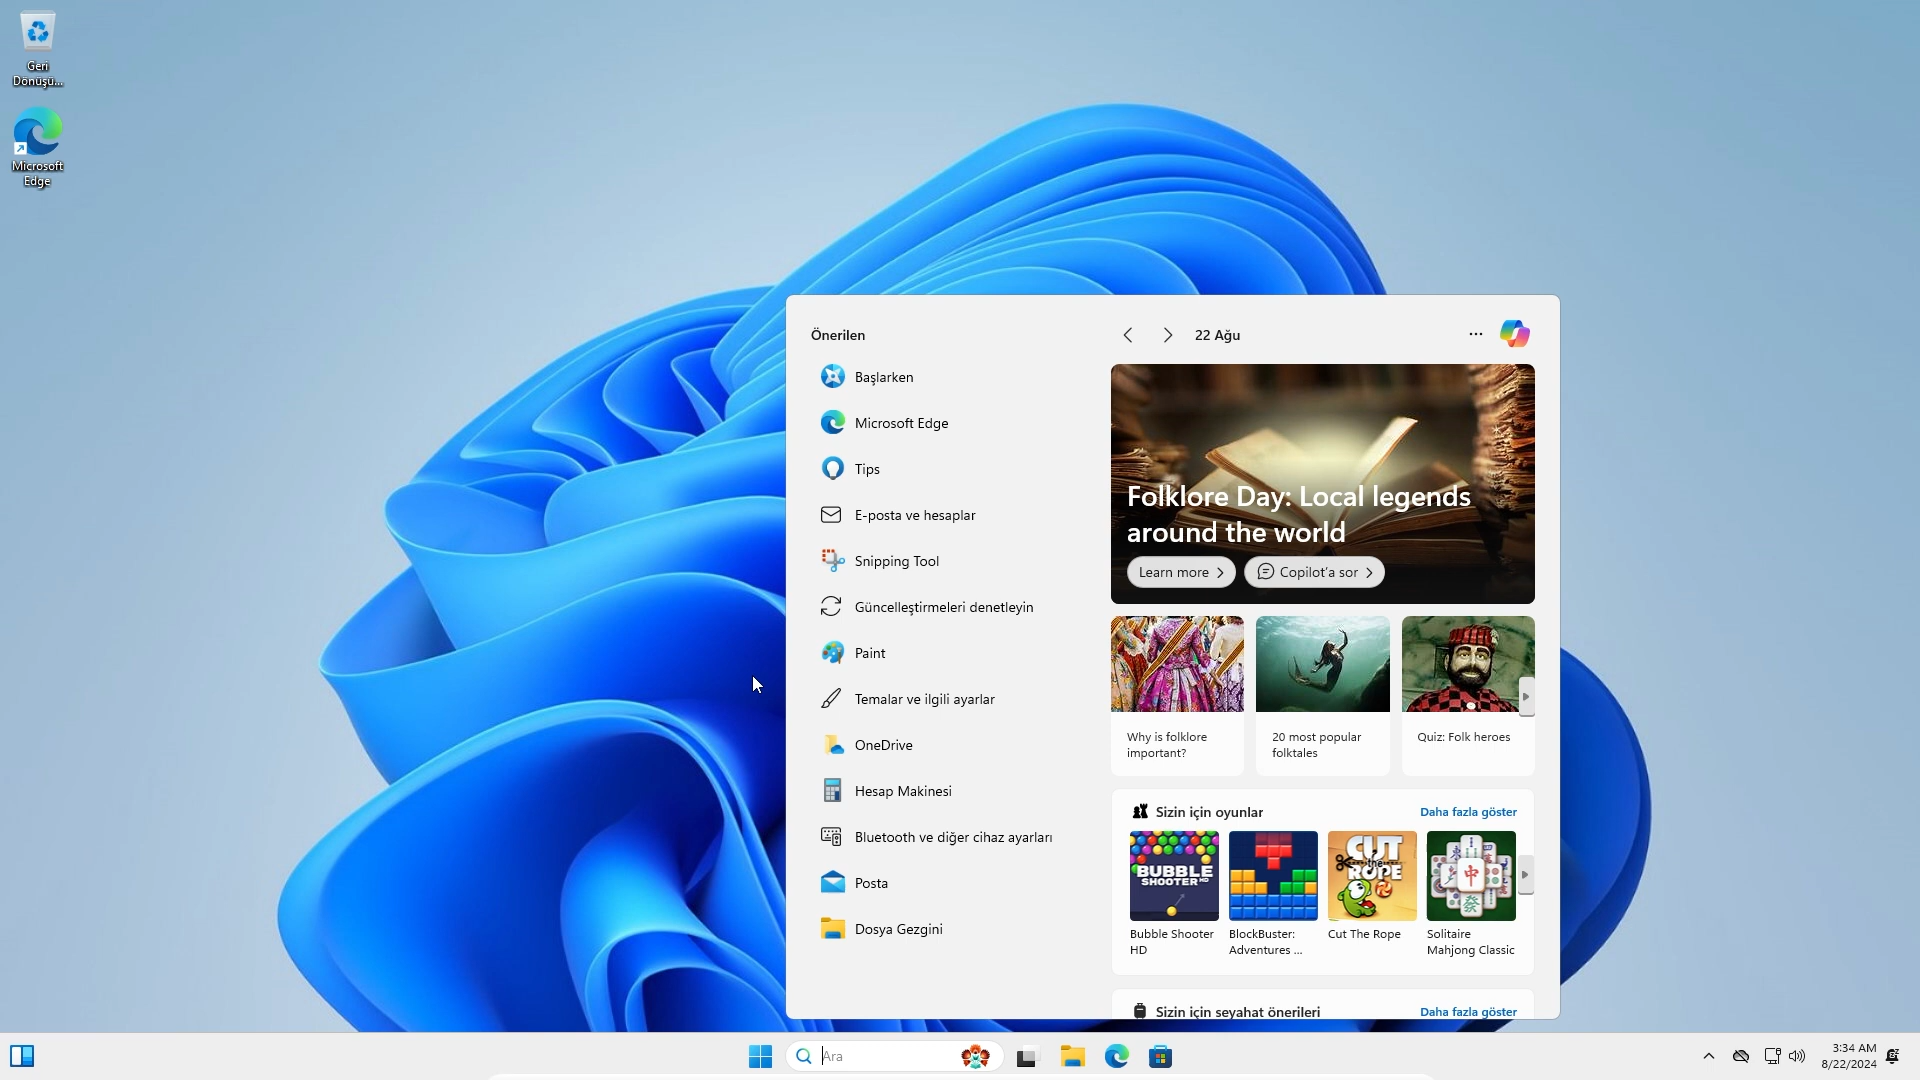 Geri
Dönüşü...
Microsoft
Edge
Önerilen
Başlarken
Microsoft Edge
Tips
E-posta ve hesaplar
Snipping Tool
Güncelleştirmeleri denetleyin
Paint
Temalar ve ilgili ayarlar
OneDrive
Hesap Makinesi
Bluetooth ve diğer cihaz ayarları
Posta
Dosya Gezgini
22 Ağu
Folklore Day: Local legends
around the world
Learn more
Copilot'a sor
Why is folklore
important?
20 most popular
folktales
Quiz: Folk heroes
Sizin için oyunlar
Daha fazla göster
BUBBLE
SHOOTER HD
CUT
the
ROPE
中
發
Bubble Shooter
HD
BlockBuster:
Adventures ...
Cut The Rope
Solitaire
Mahjong Classic
Sizin için seyahat önerileri
Daha fazla göster
Ara
3:34 AM
8/22/2024